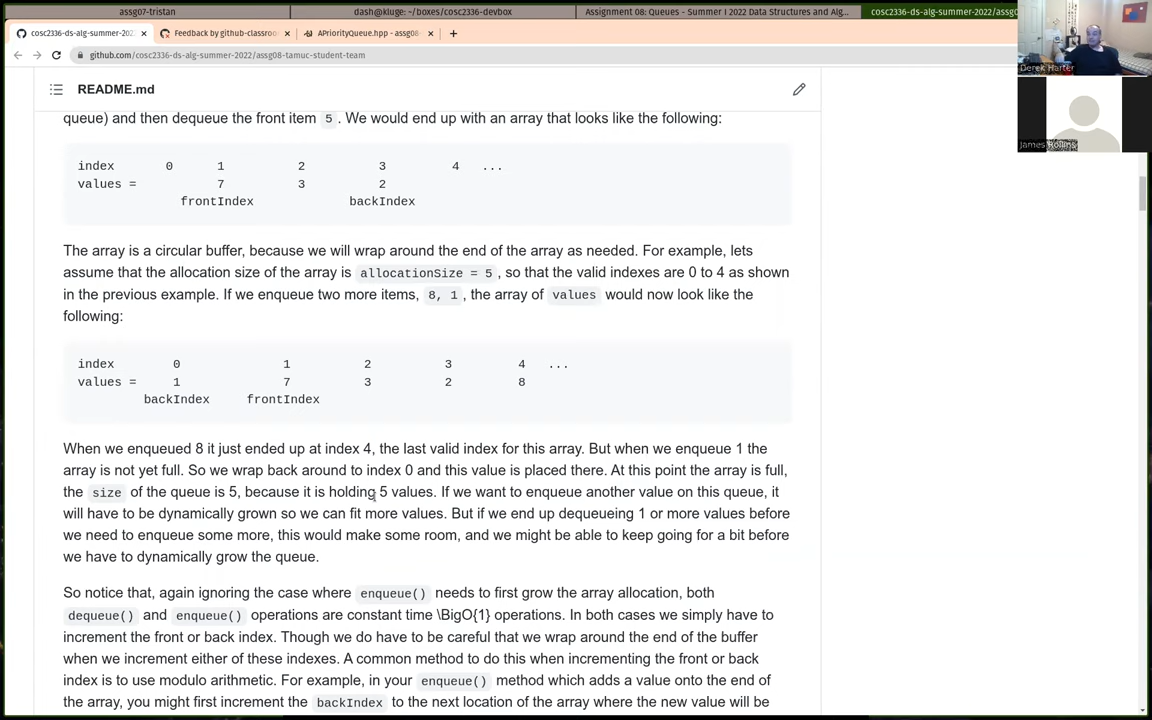 assg07-tristan
dash@kluge: ~/boxes/cosc2336-devbox
Assignment 08: Queues - Summer I 2022 Data Structures and Alg...
cosc2336-ds-alg-summer-2022/assg0
cosc2336-ds-alg-summer-202
Feedback by github-classroo
APriorityQueue.hpp - assg08
github.com/cosc2336-ds-alg-summer-2022/assg08-tamuc-student-team
Derek Harter
James Rollins
README.md
queue) and then dequeue the front item 5 . We would end up with an array that looks like the following:
index 0 1 2 3 4 ...
values = 7 3 2
frontIndex backIndex
The array is a circular buffer, because we will wrap around the end of the array as needed. For example, lets
assume that the allocation size of the array is allocationSize = 5 , so that the valid indexes are 0 to 4 as shown
in the previous example. If we enqueue two more items, 8, 1 , the array of values would now look like the
following:
index 0 1 2 3 4 ...
values = 1 7 3 2 8
backIndex frontIndex
When we enqueued 8 it just ended up at index 4, the last valid index for this array. But when we enqueue 1 the
array is not yet full. So we wrap back around to index 0 and this value is placed there. At this point the array is full,
the size of the queue is 5, because it is holding 5 values. If we want to enqueue another value on this queue, it
will have to be dynamically grown so we can fit more values. But if we end up dequeueing 1 or more values before
we need to enqueue some more, this would make some room, and we might be able to keep going for a bit before
we have to dynamically grow the queue.
So notice that, again ignoring the case where enqueue() needs to first grow the array allocation, both
dequeue() and enqueue() operations are constant time \BigO{1} operations. In both cases we simply have to
increment the front or back index. Though we do have to be careful that we wrap around the end of the buffer
when we increment either of these indexes. A common method to do this when incrementing the front or back
index is to use modulo arithmetic. For example, in your enqueue() method which adds a value onto the end of
the array, you might first increment the backIndex to the next location of the array where the new value will be